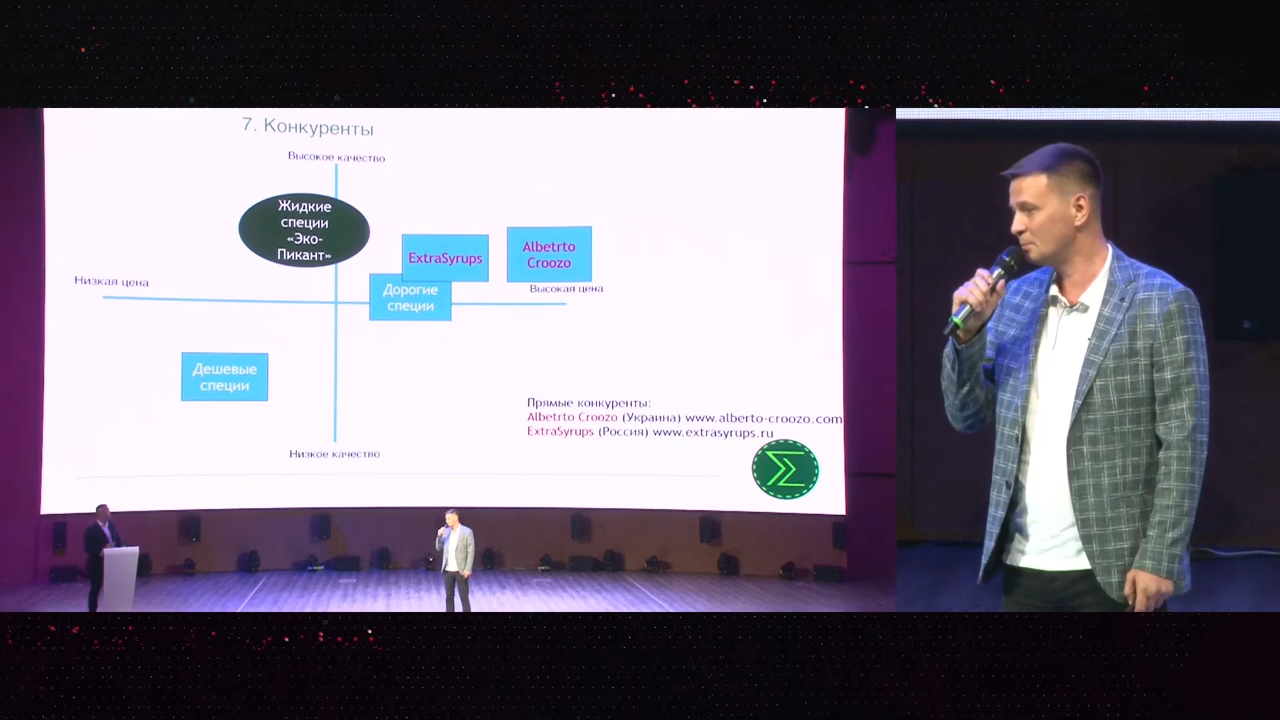 7. Конкуренты
Высокое качество
Жидкие
специи
«Эко-
Пикант»
ExtraSyrups
Albetrto
Croozo
Низкая цена
Дорогие
специи
Высокая цена
Дешевые
специи
Прямые конкуренты:
Albetrto Croozo (Украина) www.alberto-croozo.com
ExtraSyrups (Россия) www.extrasyrups.ru
Низкое качество